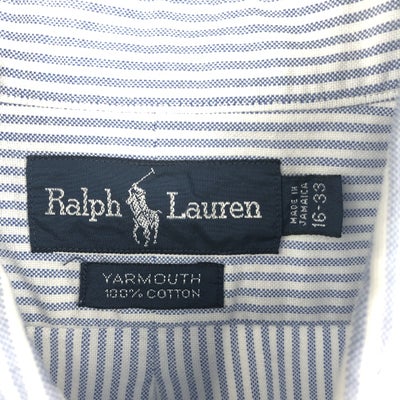 Ralph Lauren
MADE IN
JAMAICA
16-33
YARMOUTH
100% COTTON